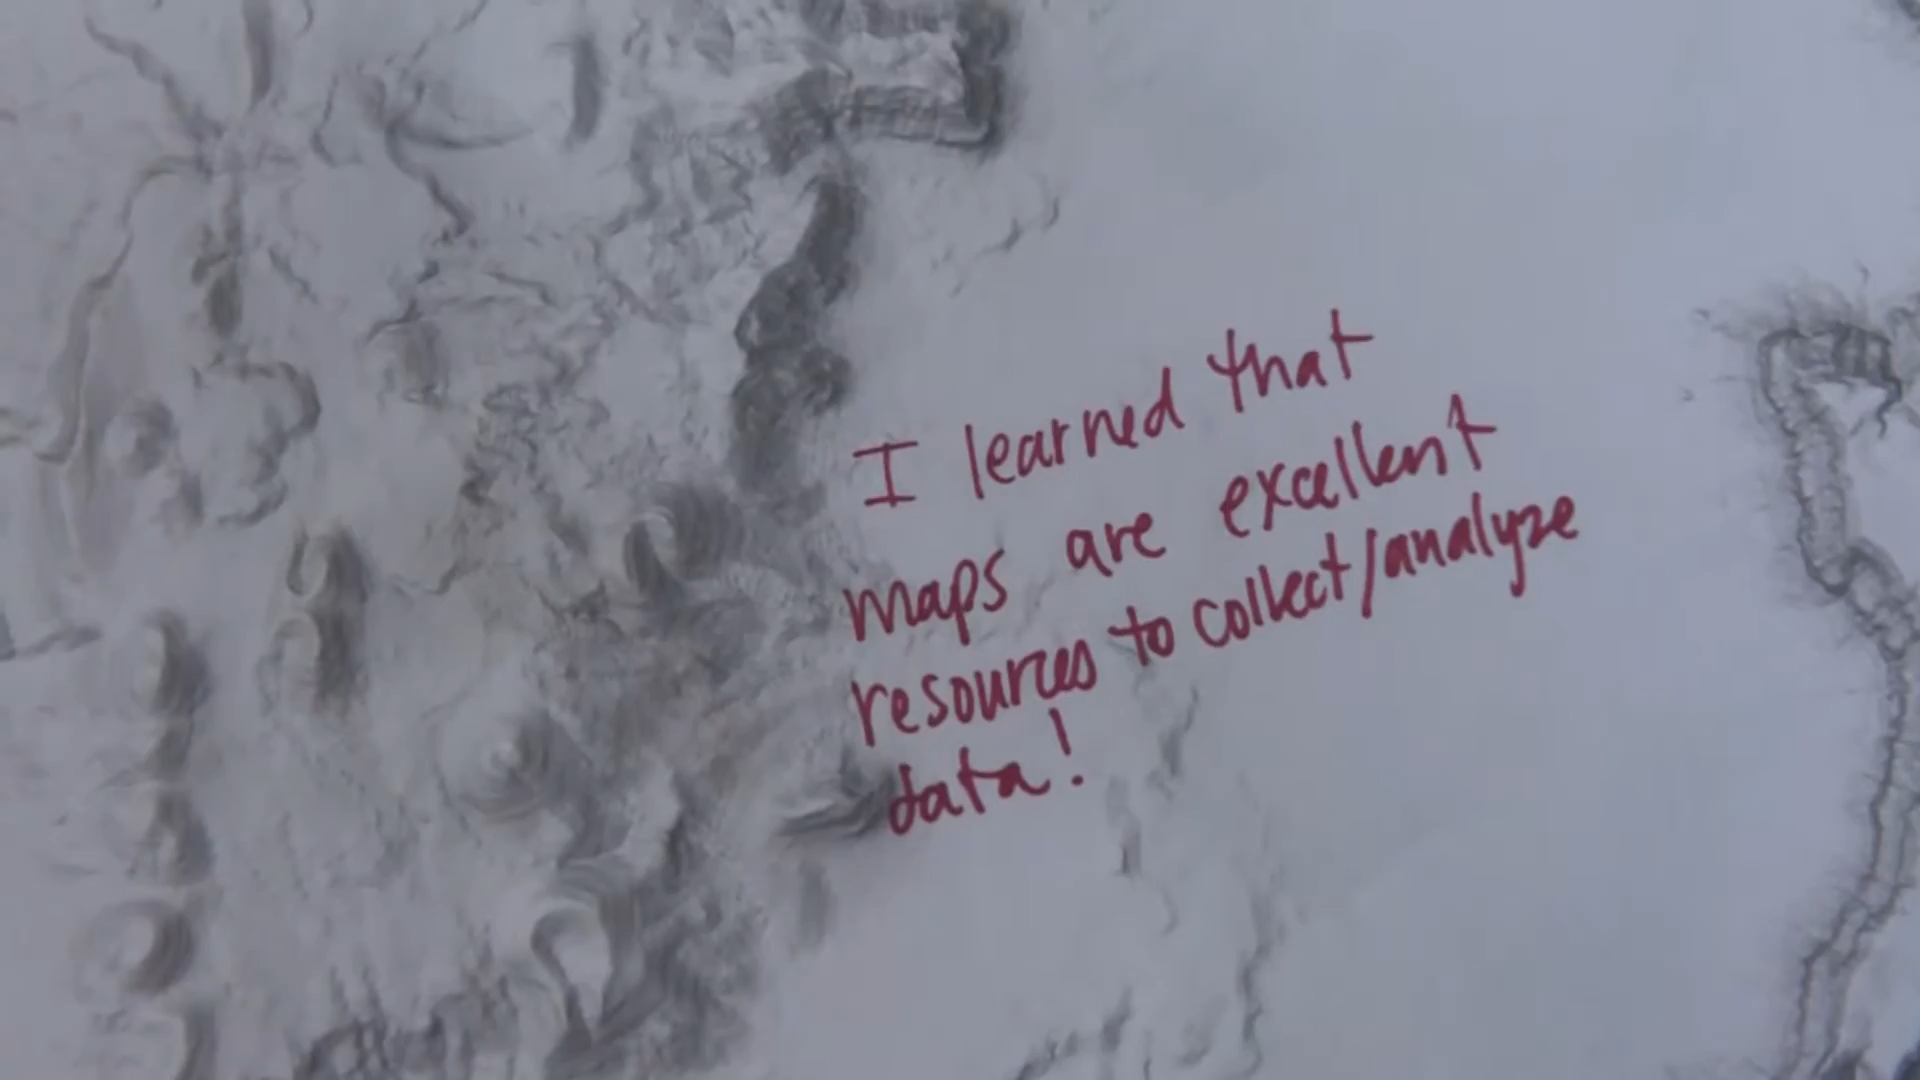 I learned that
maps are excellent
resources to collect/analyze
data!